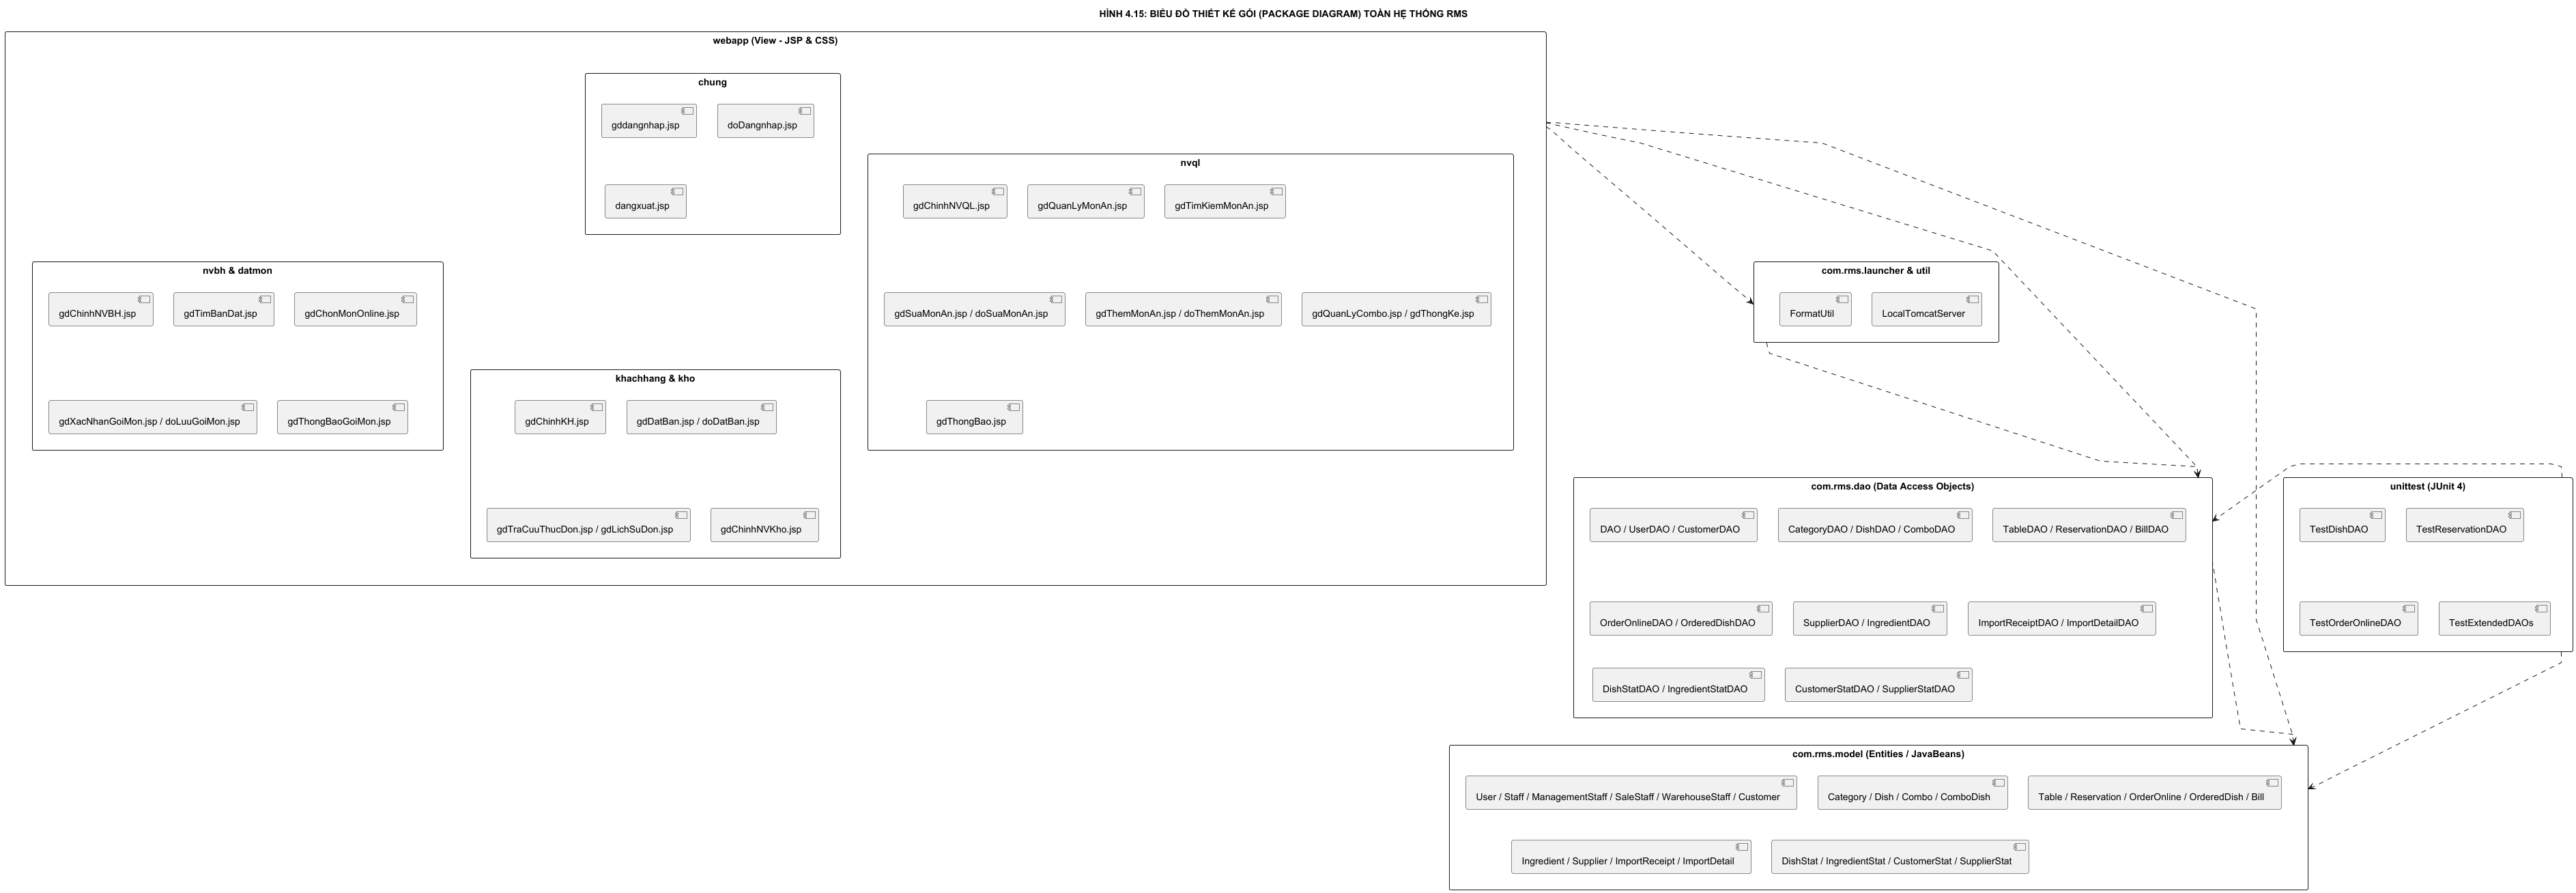 HÌNH 4.15: BIỂU ĐỒ THIẾT KẾ GÓI (PACKAGE DIAGRAM) TOÀN HỆ THỐNG RMS
webapp (View - JSP & CSS)
chung
gddangnhap.jsp
doDangnhap.jsp
dangxuat.jsp
nvql
gdChinhNVQL.jsp
gdQuanLyMonAn.jsp
gdTimKiemMonAn.jsp
gdSuaMonAn.jsp / doSuaMonAn.jsp
gdThemMonAn.jsp / doThemMonAn.jsp
gdQuanLyCombo.jsp / gdThongKe.jsp
gdThongBao.jsp
nvbh & datmon
gdChinhNVBH.jsp
gdTimBanDat.jsp
gdChonMonOnline.jsp
gdXacNhanGoiMon.jsp / doLuuGoiMon.jsp
gdThongBaoGoiMon.jsp
khachhang & kho
gdChinhKH.jsp
gdDatBan.jsp / doDatBan.jsp
gdTraCuuThucDon.jsp / gdLichSuDon.jsp
gdChinhNVKho.jsp
com.rms.launcher & util
FormatUtil
LocalTomcatServer
com.rms.dao (Data Access Objects)
DAO / UserDAO / CustomerDAO
CategoryDAO / DishDAO / ComboDAO
TableDAO / ReservationDAO / BillDAO
OrderOnlineDAO / OrderedDishDAO
SupplierDAO / IngredientDAO
ImportReceiptDAO / ImportDetailDAO
DishStatDAO / IngredientStatDAO
CustomerStatDAO / SupplierStatDAO
unittest (JUnit 4)
TestDishDAO
TestReservationDAO
TestOrderOnlineDAO
TestExtendedDAOs
com.rms.model (Entities / JavaBeans)
User / Staff / ManagementStaff / SaleStaff / WarehouseStaff / Customer
Category / Dish / Combo / ComboDish
Table / Reservation / OrderOnline / OrderedDish / Bill
Ingredient / Supplier / ImportReceipt / ImportDetail
DishStat / IngredientStat / CustomerStat / SupplierStat